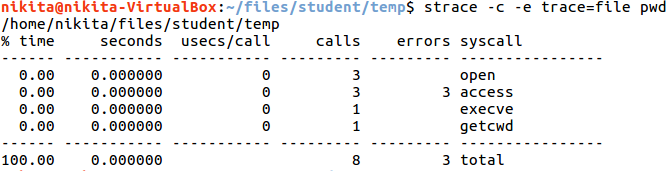 nikita@nikita-VirtualBox:~/files/student/temp$ strace -c -e trace=file pwd
/home/nikita/files/student/temp
% time     seconds  usecs/call     calls    errors syscall
------ ----------- ----------- --------- --------- ----------------
  0.00    0.000000           0         3           open
  0.00    0.000000           0         3         3 access
  0.00    0.000000           0         1           execve
  0.00    0.000000           0         1           getcwd
------ ----------- ----------- --------- --------- ----------------
100.00    0.000000                     8         3 total